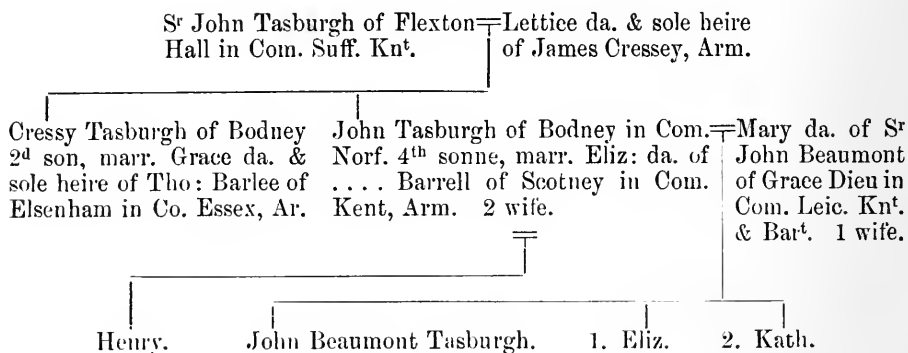 Sʳ John Tasburgh of Flexton
Hall in Com. Suff. Knᵗ.
Lettice da. & sole heire
of James Cressey, Arm.
Cressy Tasburgh of Bodney
2ᵈ son, marr. Grace da. &
sole heire of Tho: Barlee of
Elsenham in Co. Essex, Ar.
John Tasburgh of Bodney in Com.
Norf. 4ᵗʰ sonne, marr. Eliz: da. of
. . . . Barrell of Scotney in Com.
Kent, Arm. 2 wife.
Mary da. of Sʳ
John Beaumont
of Grace Dieu in
Com. Leic. Knᵗ.
& Barᵗ. 1 wife.
Henry. John Beaumont Tasburgh. 1. Eliz. 2. Kath.